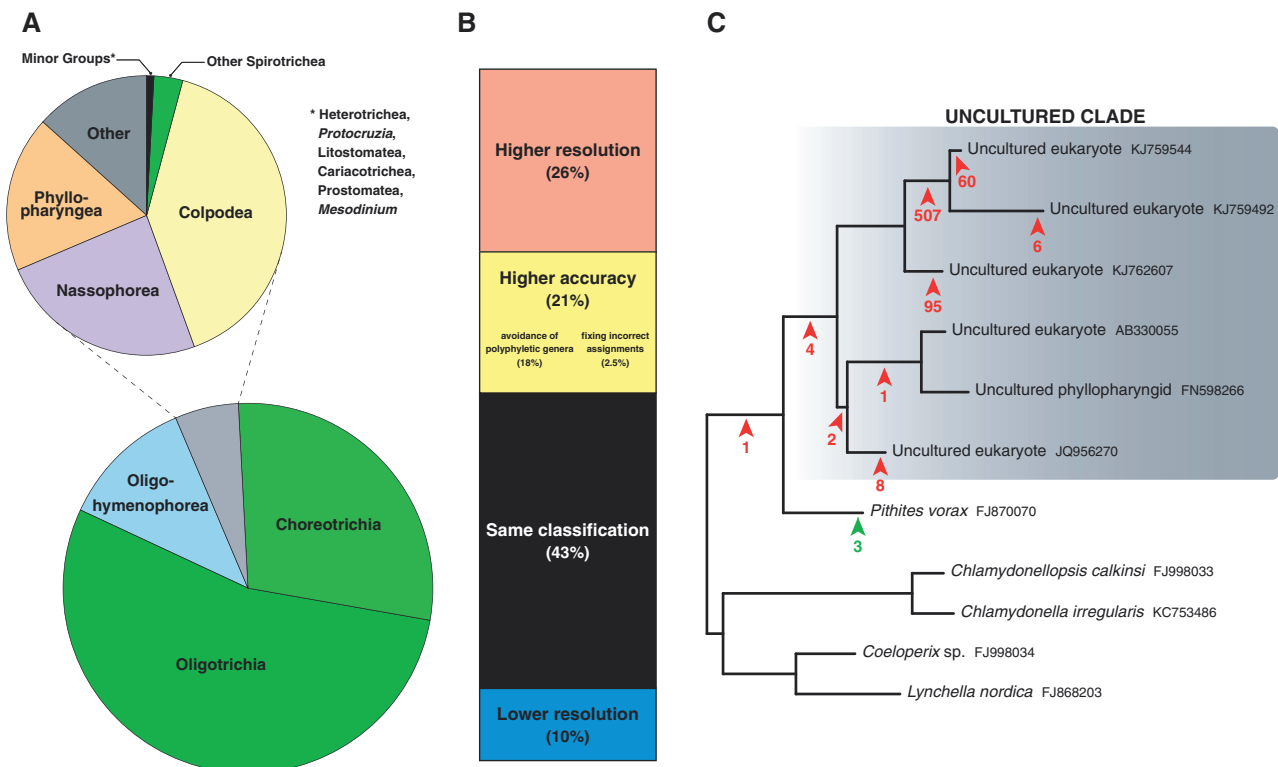 A
Minor Groups*
Other Spirotrichea
Other
Phyllo-
pharyngea
Colpodea
Nassophorea
* Heterotrichea,
Protocruzia,
Litostomatea,
Cariacotrichea,
Prostomatea,
Mesodinium
Oligo-
hymenophorea
Choreotrichia
Oligotrichia
B
Higher resolution
(26%)
Higher accuracy
(21%)
avoidance of
polyphyletic genera
(18%)
fixing incorrect
assignments
(2.5%)
Same classification
(43%)
Lower resolution
(10%)
C
UNCULTURED CLADE
Uncultured eukaryote KJ759544
60
507
Uncultured eukaryote KJ759492
6
Uncultured eukaryote KJ762607
95
4
Uncultured eukaryote AB330055
1
Uncultured phyllopharyngid FN598266
2
1
Uncultured eukaryote JQ956270
8
Pithites vorax FJ870070
3
Chlamydonellopsis calkinsi FJ998033
Chlamydonella irregularis KC753486
Coeloperix sp. FJ998034
Lynchella nordica FJ868203